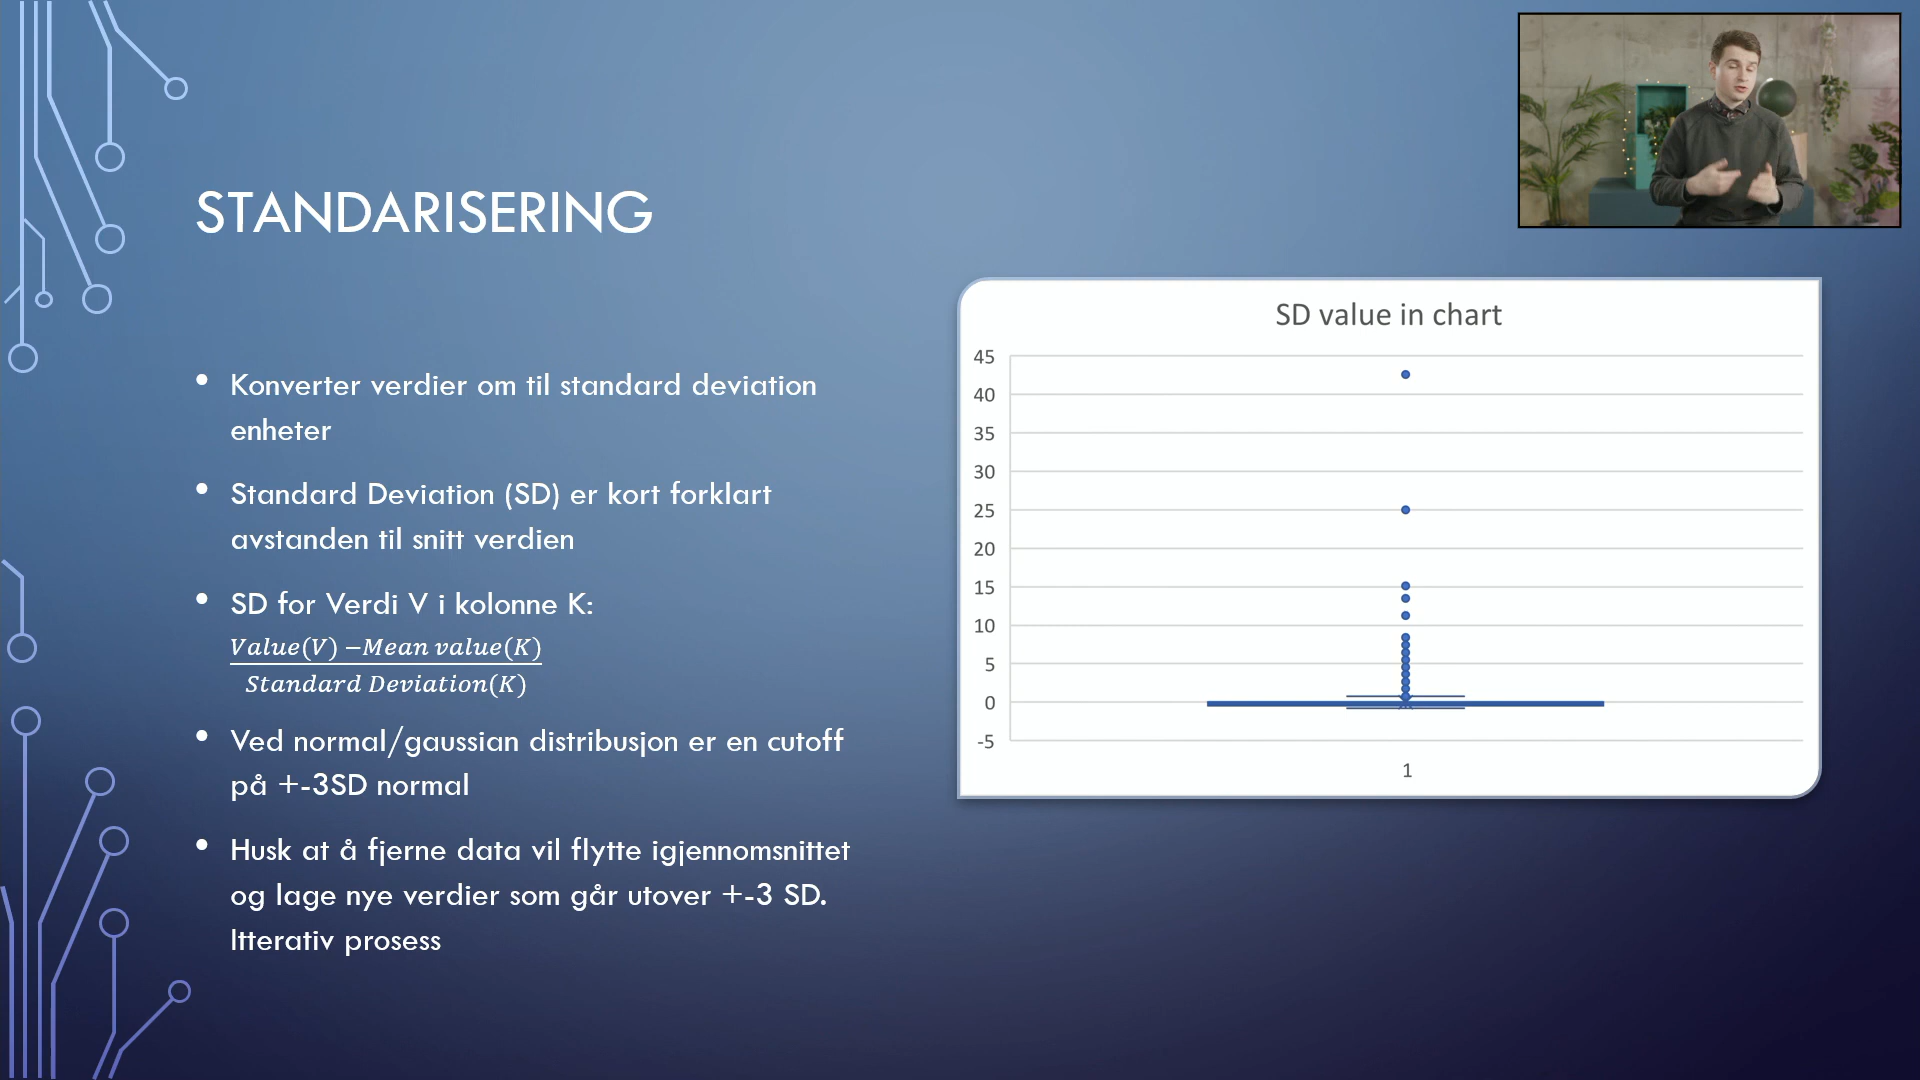 STANDARISERING
• Konverter verdier om til standard deviation
enheter
• Standard Deviation (SD) er kort forklart
avstanden til snitt verdien
• SD for Verdi V i kolonne K:
Value(V) −Mean value(K)
Standard Deviation(K)
• Ved normal/gaussian distribusjon er en cutoff
på +-3SD normal
• Husk at å fjerne data vil flytte igjennomsnittet
og lage nye verdier som går utover +-3 SD.
Itterativ prosess
SD value in chart
45
40
35
30
25
20
15
10
5
0
-5
1